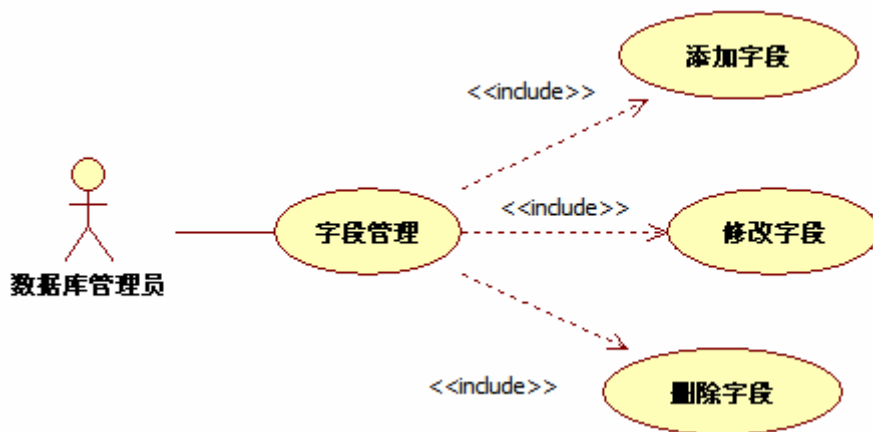 添加字段
<<include>>
<<include>>
字段管理
修改字段
数据库管理员
<<include>>
删除字段